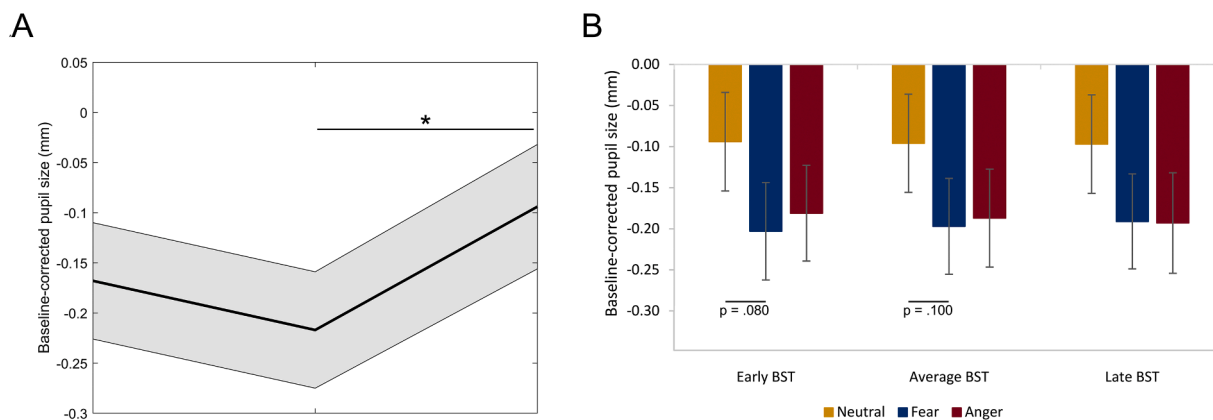 A
Baseline-corrected pupil size (mm)
0.05
0
-0.05
-0.1
-0.15
-0.2
-0.25
-0.3
*
B
Baseline-corrected pupil size (mm)
0.00
-0.05
-0.10
-0.15
-0.20
-0.25
-0.30
p = .080
p = .100
Early BST Average BST Late BST
Neutral Fear Anger